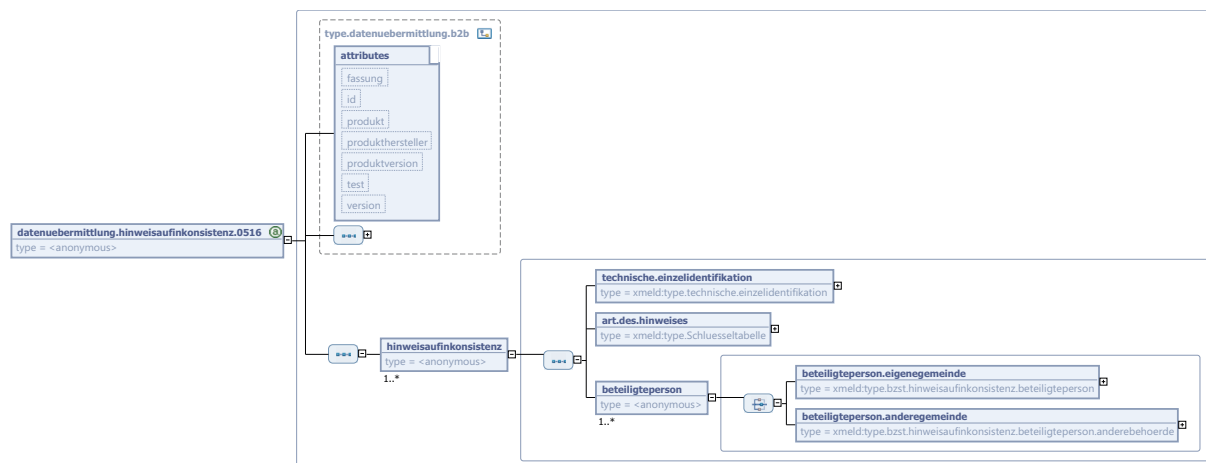 type.datenuebermittlung.b2b
attributes
fassung
id
produkt
produkthersteller
produktversion
test
version
datenuebermittlung.hinweisaufinkonsistenz.0516
a
type = <anonymous>
technische.einzelidentifikation
type = xmeld:type.technische.einzelidentifikation
art.des.hinweises
type = xmeld:type.Schluesseltabelle
hinweisaufinkonsistenz
type = <anonymous>
1..*
beteiligteperson
type = <anonymous>
1..*
beteiligteperson.eigenegemeinde
type = xmeld:type.bzst.hinweisaufinkonsistenz.beteiligteperson
beteiligteperson.anderegemeinde
type = xmeld:type.bzst.hinweisaufinkonsistenz.beteiligteperson.anderebehoerde